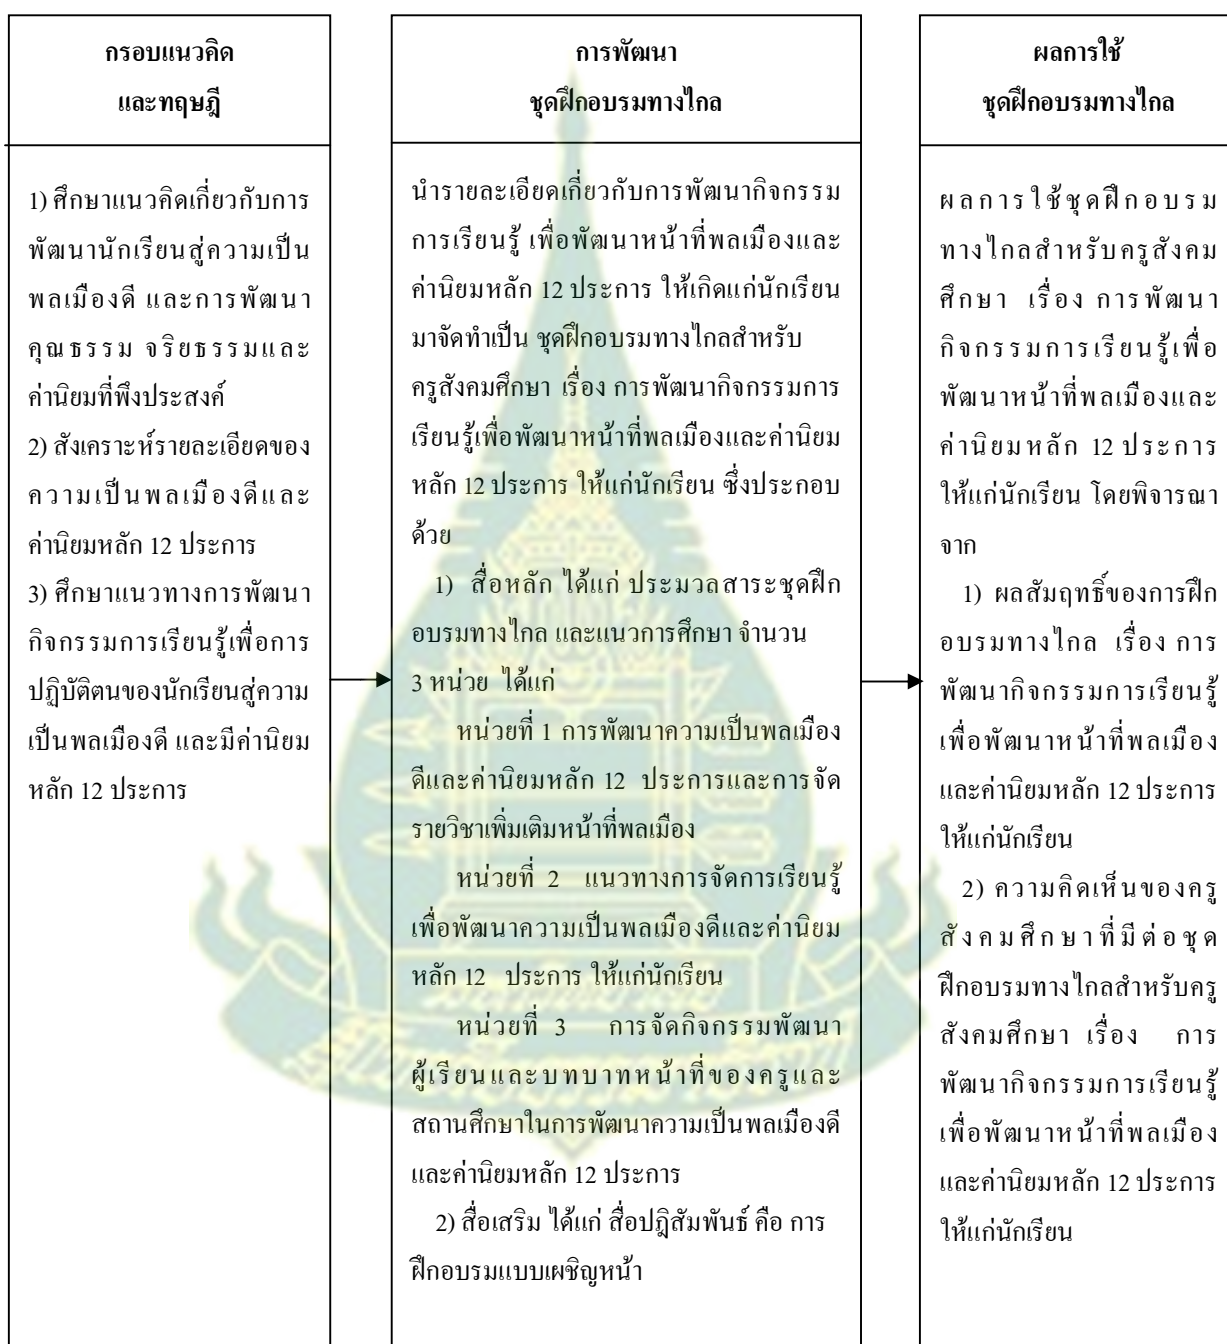 กรอบแนวคิด
และทฤษฎี
1) ศึกษาแนวคิดเกี่ยวกับการ
พัฒนานักเรียนสู่ความเป็น
พลเมืองดี และการพัฒนา
คุณธรรม จริยธรรมและ
ค่านิยมที่พึงประสงค์
2) สังเคราะห์รายละเอียดของ
ความเป็นพลเมืองดีและ
ค่านิยมหลัก 12 ประการ
3) ศึกษาแนวทางการพัฒนา
กิจกรรมการเรียนรู้เพื่อการ
ปฏิบัติตนของนักเรียนสู่ความ
เป็นพลเมืองดี และมีค่านิยม
หลัก 12 ประการ
การพัฒนา
ชุดฝึกอบรมทางไกล
นำรายละเอียดเกี่ยวกับการพัฒนากิจกรรม
การเรียนรู้ เพื่อพัฒนาหน้าที่พลเมืองและ
ค่านิยมหลัก 12 ประการ ให้เกิดแก่นักเรียน
มาจัดทำเป็น ชุดฝึกอบรมทางไกลสำหรับ
ครูสังคมศึกษา เรื่อง การพัฒนากิจกรรมการ
เรียนรู้เพื่อพัฒนาหน้าที่พลเมืองและค่านิยม
หลัก 12 ประการ ให้แก่นักเรียน ซึ่งประกอบ
ด้วย
1) สื่อหลัก ได้แก่ ประมวลสาระชุดฝึก
อบรมทางไกล และแนวการศึกษา จำนวน
3 หน่วย ได้แก่
หน่วยที่ 1 การพัฒนาความเป็นพลเมือง
ดีและค่านิยมหลัก 12 ประการและการจัด
รายวิชาเพิ่มเติมหน้าที่พลเมือง
หน่วยที่ 2 แนวทางการจัดการเรียนรู้
เพื่อพัฒนาความเป็นพลเมืองดีและค่านิยม
หลัก 12 ประการ ให้แก่นักเรียน
หน่วยที่ 3 การจัดกิจกรรมพัฒนา
ผู้เรียนและบทบาทหน้าที่ของครูและ
สถานศึกษาในการพัฒนาความเป็นพลเมืองดี
และค่านิยมหลัก 12 ประการ
2) สื่อเสริม ได้แก่ สื่อปฏิสัมพันธ์ คือ การ
ฝึกอบรมแบบเผชิญหน้า
ผลการใช้
ชุดฝึกอบรมทางไกล
ผลการใช้ชุดฝึกอบรม
ทางไกลสำหรับครูสังคม
ศึกษา เรื่อง การพัฒนา
กิจกรรมการเรียนรู้เพื่อ
พัฒนาหน้าที่พลเมืองและ
ค่านิยมหลัก 12 ประการ
ให้แก่นักเรียน โดยพิจารณา
จาก
1) ผลสัมฤทธิ์ของการฝึก
อบรมทางไกล เรื่อง การ
พัฒนากิจกรรมการเรียนรู้
เพื่อพัฒนาหน้าที่พลเมือง
และค่านิยมหลัก 12 ประการ
ให้แก่นักเรียน
2) ความคิดเห็นของครู
สังคมศึกษาที่มีต่อชุด
ฝึกอบรมทางไกลสำหรับครู
สังคมศึกษา เรื่อง การ
พัฒนากิจกรรมการเรียนรู้
เพื่อพัฒนาหน้าที่พลเมือง
และค่านิยมหลัก 12 ประการ
ให้แก่นักเรียน